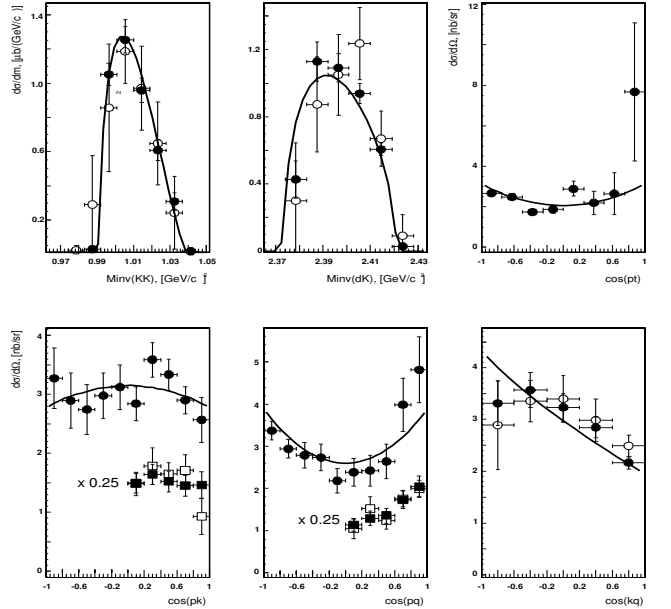 dσ/dm, [μb/(GeV/c²)]
1.4
1.0
0.6
0.2
0.97 0.99 1.01 1.03 1.05
Minv(KK), [GeV/c²]
1.4
1.0
0.6
0.2
2.37 2.39 2.41 2.43
Minv(dK), [GeV/c²]
dσ/dΩ, [nb/sr]
12
8
4
0
-1 -0.6 -0.2 0.2 0.6 1
cos(pt)
dσ/dΩ, [nb/sr]
4
3
2
1
0
x 0.25
-1 -0.6 -0.2 0.2 0.6 1
cos(pk)
5
4
3
2
1
0
x 0.25
-1 -0.6 -0.2 0.2 0.6 1
cos(pq)
4
3
2
1
0
-1 -0.6 -0.2 0.2 0.6 1
cos(kq)